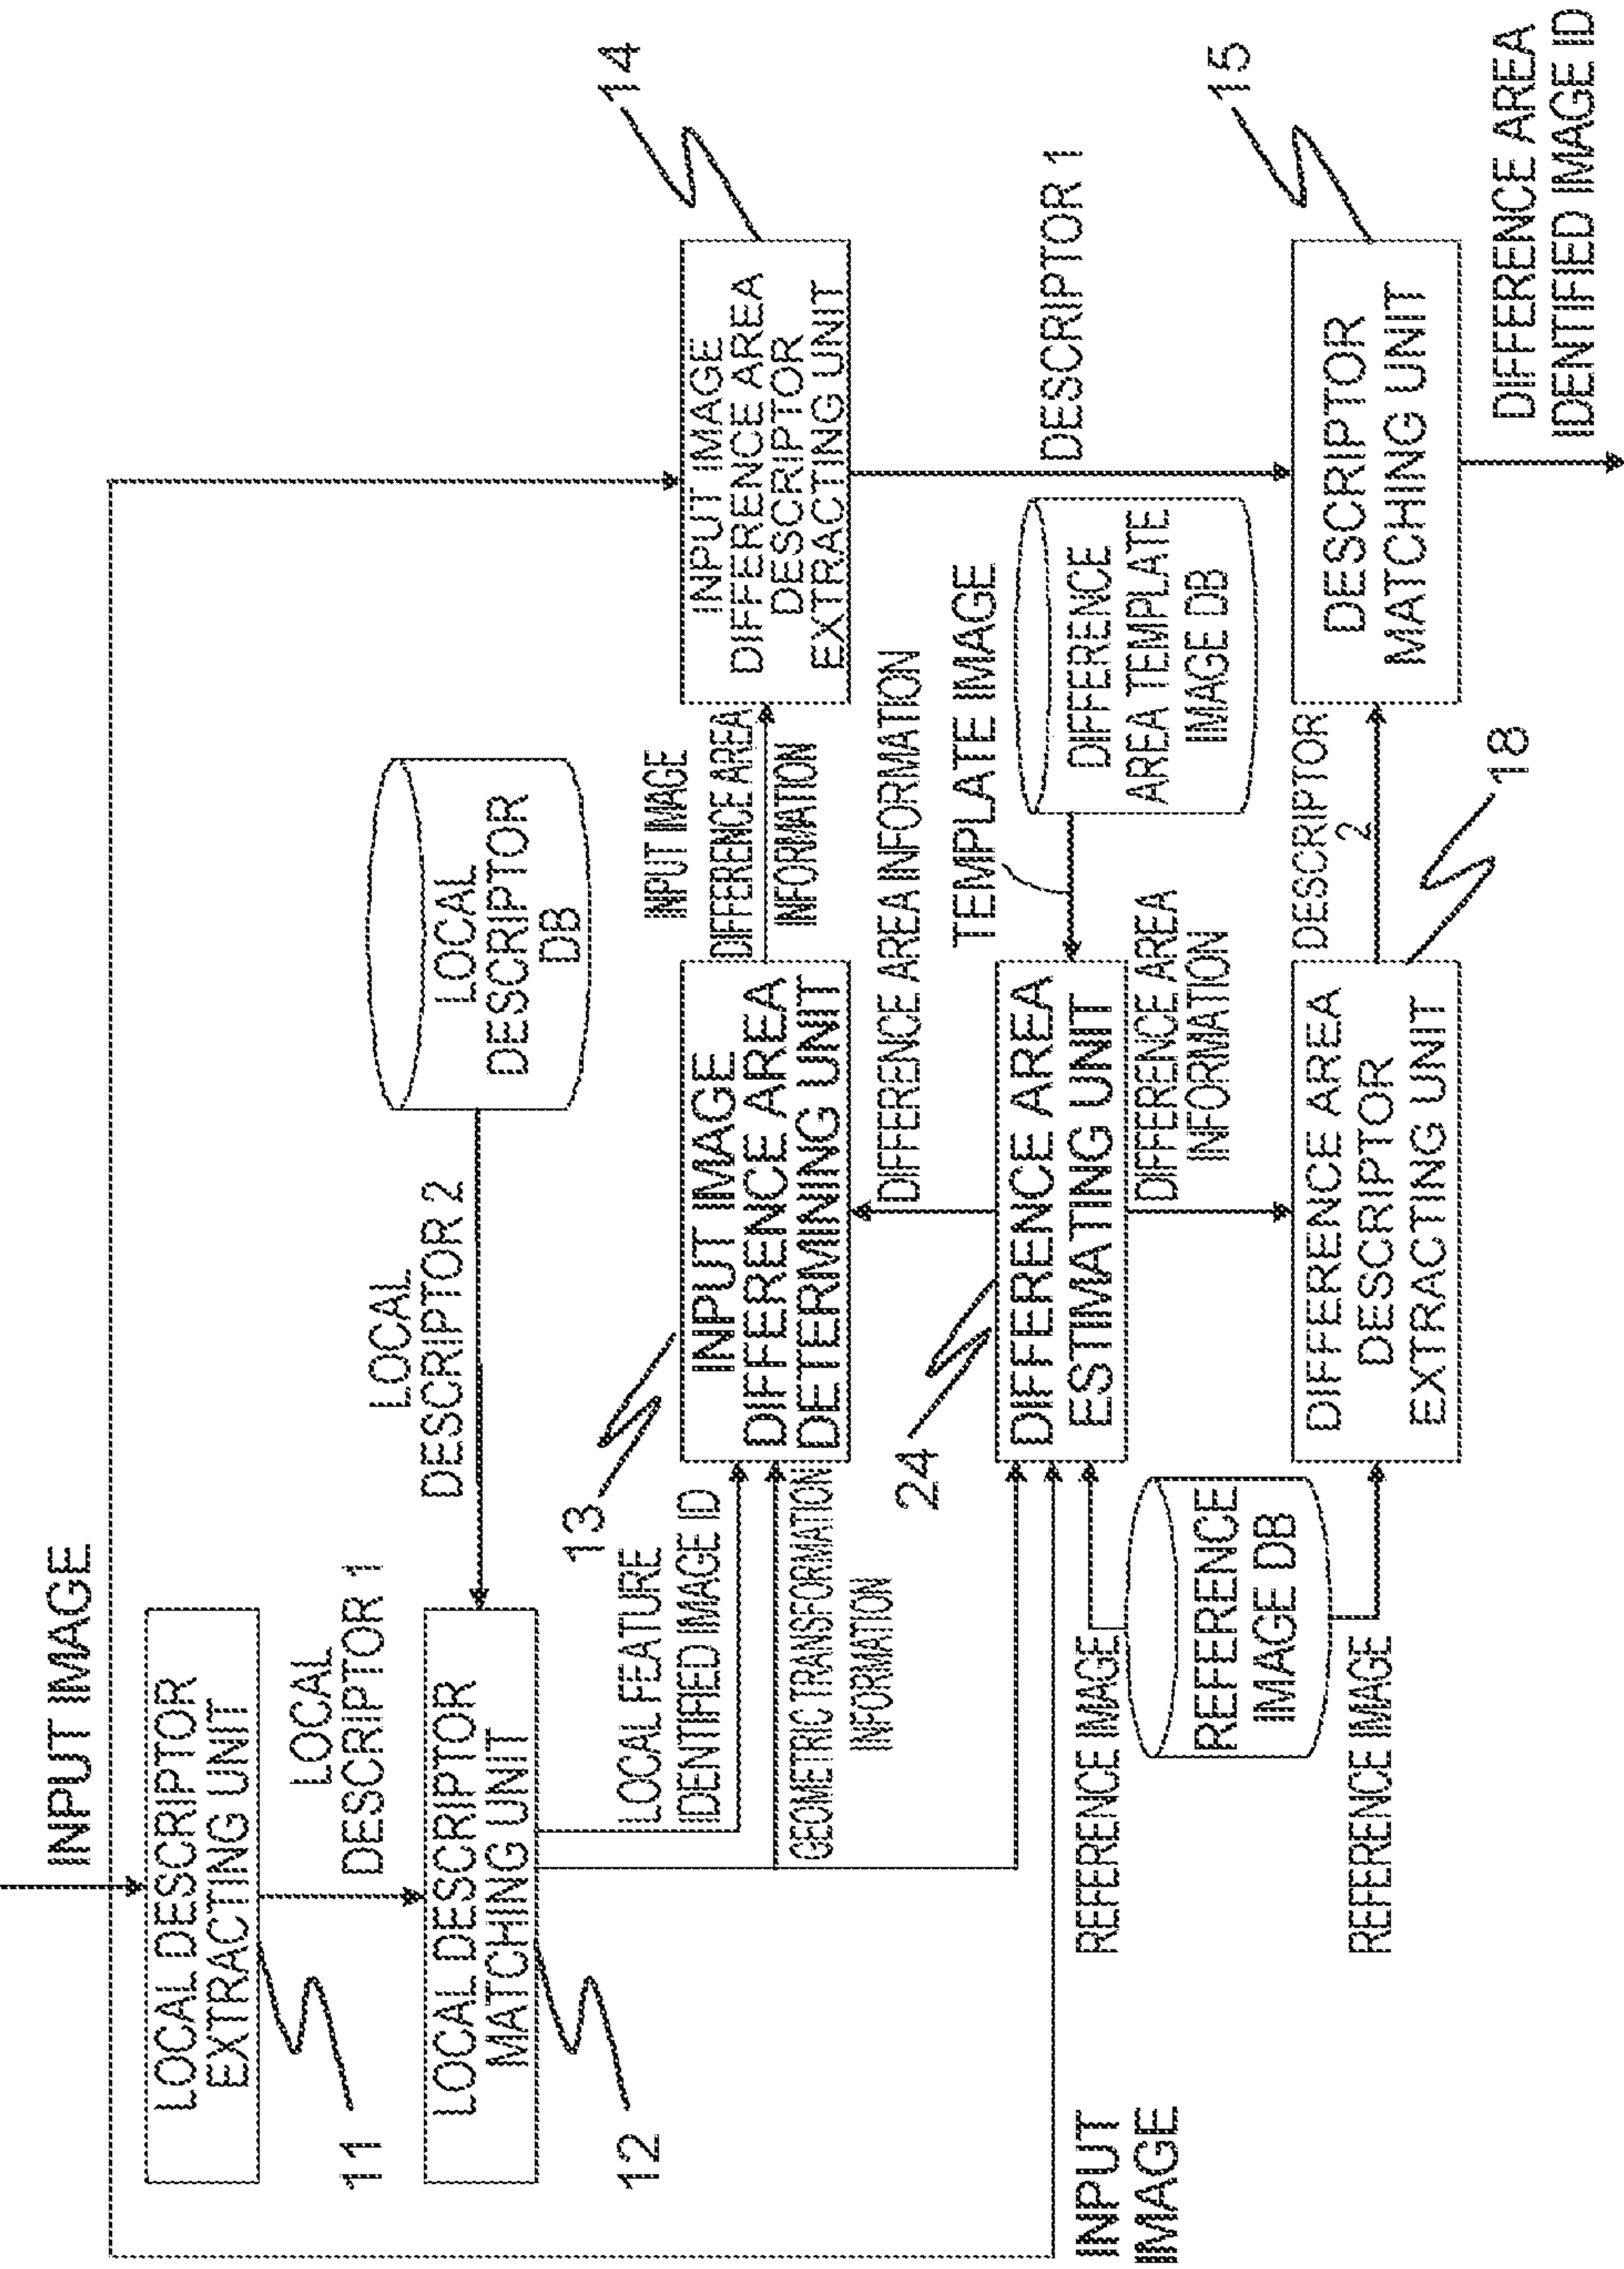 INPUT IMAGE
LOCAL DESCRIPTOR
EXTRACTING UNIT
11
LOCAL
DESCRIPTOR 1
LOCAL DESCRIPTOR
MATCHING UNIT
12
LOCAL
DESCRIPTOR 2
LOCAL
DESCRIPTOR
DB
LOCAL FEATURE
IDENTIFIED IMAGE ID
GEOMETRIC TRANSFORMATION
INFORMATION
13
INPUT IMAGE
DIFFERENCE AREA
DETERMINING UNIT
INPUT IMAGE
DIFFERENCE AREA
INFORMATION
14
INPUT IMAGE
DIFFERENCE AREA
DESCRIPTOR
EXTRACTING UNIT
DIFFERENCE AREA INFORMATION
24
DIFFERENCE AREA
ESTIMATING UNIT
TEMPLATE IMAGE
DIFFERENCE
AREA TEMPLATE
IMAGE DB
DESCRIPTOR 1
INPUT
IMAGE
REFERENCE IMAGE
REFERENCE
IMAGE DB
REFERENCE IMAGE
DIFFERENCE AREA
INFORMATION
DIFFERENCE AREA
DESCRIPTOR
EXTRACTING UNIT
18
DESCRIPTOR
2
15
DESCRIPTOR
MATCHING UNIT
DIFFERENCE AREA
IDENTIFIED IMAGE ID